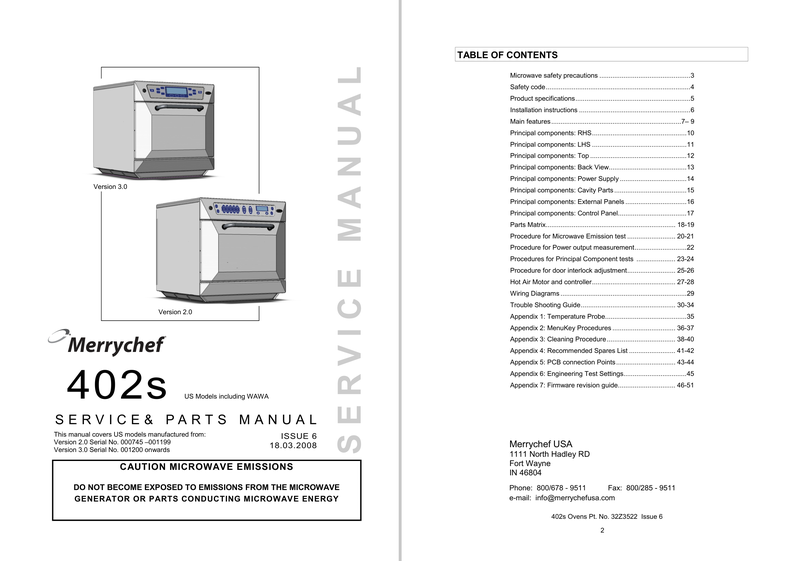 SERVICE MANUAL
Version 3.0
Version 2.0
Merrychef
402s US Models including WAWA
SERVICE& PARTS MANUAL
This manual covers US models manufactured from:
Version 2.0 Serial No. 000745 –001199
Version 3.0 Serial No. 001200 onwards
ISSUE 6
18.03.2008
CAUTION MICROWAVE EMISSIONS
DO NOT BECOME EXPOSED TO EMISSIONS FROM THE MICROWAVE
GENERATOR OR PARTS CONDUCTING MICROWAVE ENERGY
TABLE OF CONTENTS
Microwave safety precautions ....................3
Safety code....................4
Product specifications....................5
Installation instructions ....................6
Main features....................7– 9
Principal components: RHS....................10
Principal components: LHS ....................11
Principal components: Top ....................12
Principal components: Back View....................13
Principal components: Power Supply....................14
Principal components: Cavity Parts....................15
Principal components: External Panels....................16
Principal components: Control Panel....................17
Parts Matrix.................... 18-19
Procedure for Microwave Emission test.................... 20-21
Procedure for Power output measurement....................22
Procedures for Principal Component tests .................... 23-24
Procedure for door interlock adjustment.................... 25-26
Hot Air Motor and controller.................... 27-28
Wiring Diagrams....................29
Trouble Shooting Guide.................... 30-34
Appendix 1: Temperature Probe....................35
Appendix 2: MenuKey Procedures .................... 36-37
Appendix 3: Cleaning Procedure.................... 38-40
Appendix 4: Recommended Spares List .................... 41-42
Appendix 5: PCB connection Points.................... 43-44
Appendix 6: Engineering Test Settings....................45
Appendix 7: Firmware revision guide.................... 46-51
Merrychef USA
1111 North Hadley RD
Fort Wayne
IN 46804
Phone: 800/678 - 9511 Fax: 800/285 - 9511
e-mail: info@merrychefusa.com
402s Ovens Pt. No. 32Z3522 Issue 6
2